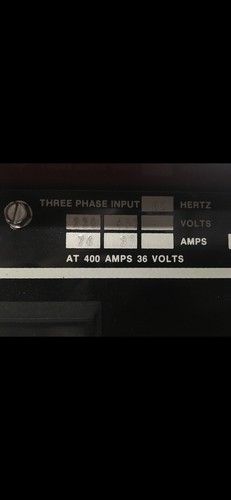 THREE PHASE INPUT HERTZ
VOLTS
AMPS
AT 400 AMPS 36 VOLTS